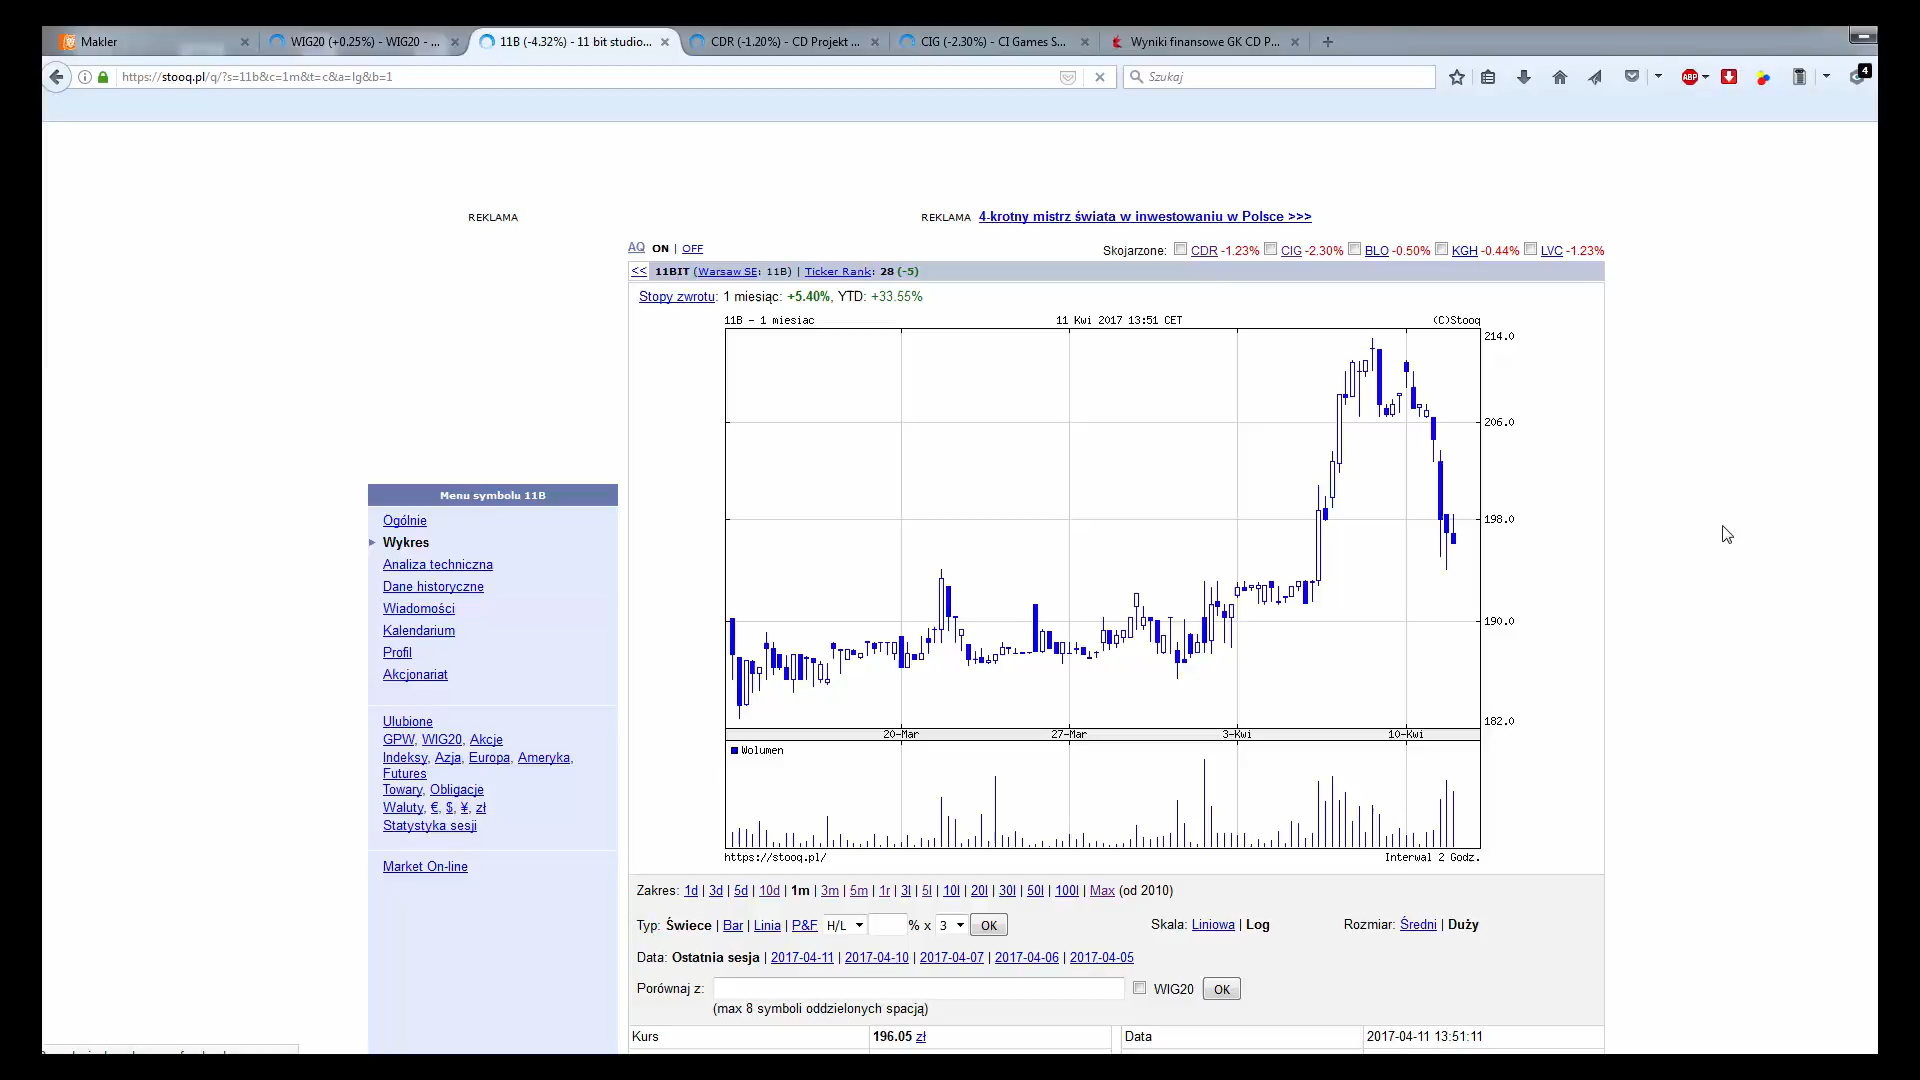 Makler
WIG20 (+0.25%) - WIG20 - ...
11B (-4.32%) - 11 bit studio...
CDR (-1.20%) - CD Projekt ...
CIG (-2.30%) - CI Games S...
Wyniki finansowe GK CD P...
https://stooq.pl/q/?s=11b&c=1m&t=c&a=lg&b=1
Szukaj
ABP
4
REKLAMA
REKLAMA 4-krotny mistrz świata w inwestowaniu w Polsce >>>
AQ ON | OFF
Skojarzone: CDR -1.23% CIG -2.30% BLO -0.50% KGH -0.44% LVC -1.23%
<< 11BIT (Warsaw SE: 11B) | Ticker Rank: 28 (-5)
Stopy zwrotu: 1 miesiąc: +5.40%, YTD: +33.55%
11B - 1 miesiac
11 Kwi 2017 13:51 CET
(C)Stooq
214.0
206.0
198.0
190.0
182.0
20-Mar
27-Mar
3-Kwi
10-Kwi
Wolumen
https://stooq.pl/
Interwal 2 Godz.
Menu symbolu 11B
Ogólnie
Wykres
Analiza techniczna
Dane historyczne
Wiadomości
Kalendarium
Profil
Akcjonariat
Ulubione
GPW, WIG20, Akcje
Indeksy, Azja, Europa, Ameryka,
Futures
Towary, Obligacje
Waluty, €, $, ¥, zł
Statystyka sesji
Market On-line
Zakres: 1d | 3d | 5d | 10d | 1m | 3m | 5m | 1r | 3l | 5l | 10l | 20l | 30l | 50l | 100l | Max (od 2010)
Typ: Świece | Bar | Linia | P&F H/L % x 3 OK
Skala: Liniowa | Log
Rozmiar: Średni | Duży
Data: Ostatnia sesja | 2017-04-11 | 2017-04-10 | 2017-04-07 | 2017-04-06 | 2017-04-05
Porównaj z: WIG20 OK
(max 8 symboli oddzielonych spacją)
Kurs 196.05 zł
Data 2017-04-11 13:51:11